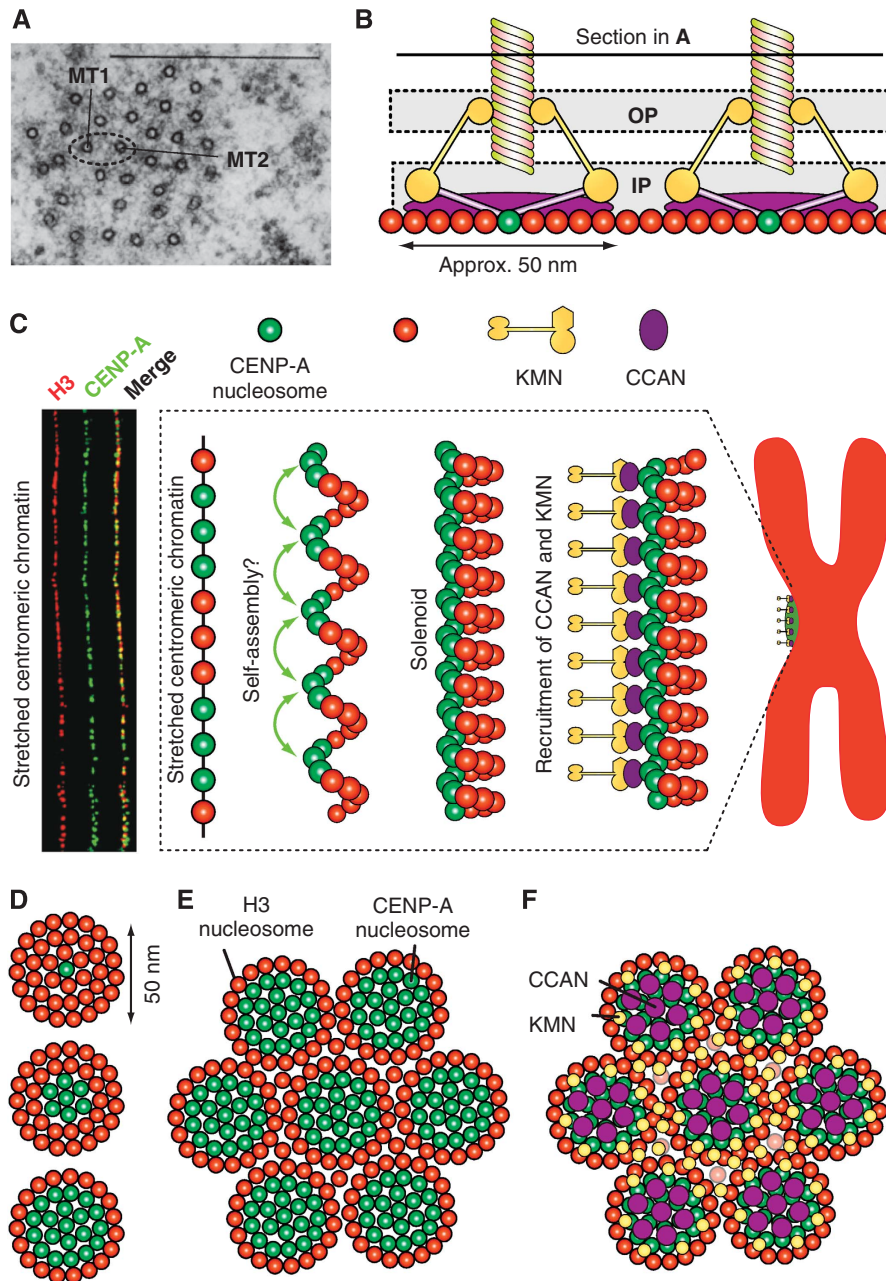 A
MT1
MT2
B
Section in A
OP
IP
Approx. 50 nm
C
H3
CENP-A
Merge
Stretched centromeric chromatin
CENP-A
nucleosome
KMN
CCAN
Stretched centromeric chromatin
Self-assembly?
Solenoid
Recruitment of CCAN and KMN
D
50 nm
E
H3
nucleosome
CENP-A
nucleosome
F
CCAN
KMN